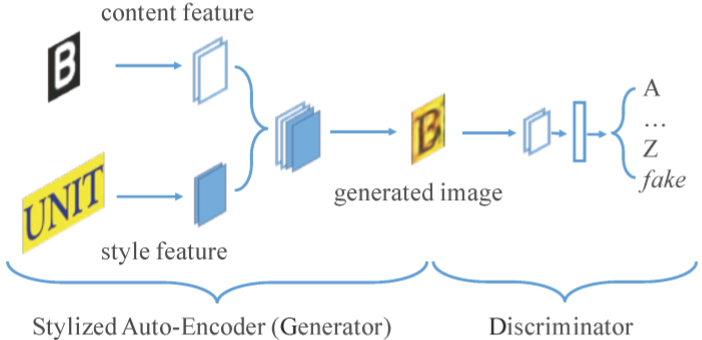 content feature
B
UNIT
style feature
B
generated image
A
...
Z
fake
Stylized Auto-Encoder (Generator)
Discriminator